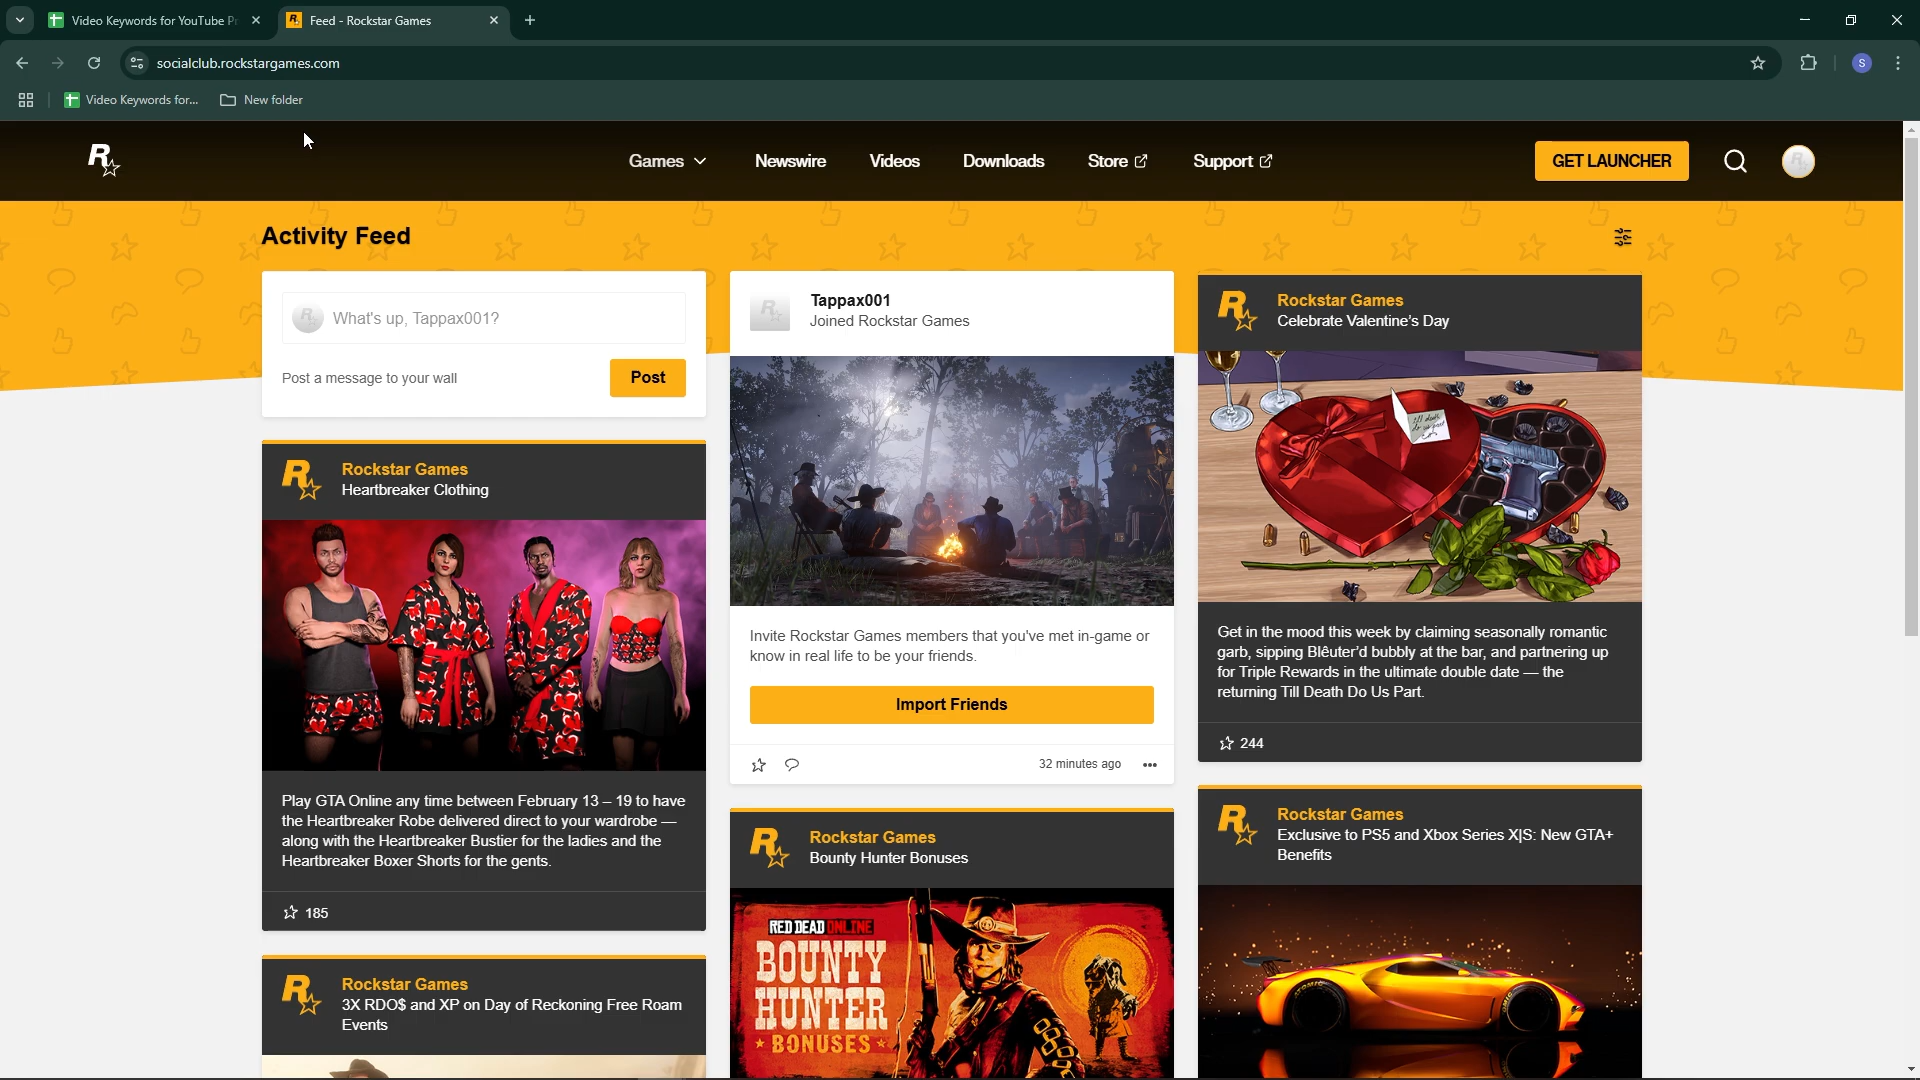 Video Keywords for YouTube P
Feed - Rockstar Games
socialclub.rockstargames.com
S
Video Keywords for...
New folder
R
Games
Newswire
Videos
Downloads
Store
Support
GET LAUNCHER
Activity Feed
What's up, Tappax001?
Post a message to your wall
Post
Rockstar Games
Heartbreaker Clothing
Play GTA Online any time between February 13 – 19 to have
the Heartbreaker Robe delivered direct to your wardrobe —
along with the Heartbreaker Bustier for the ladies and the
Heartbreaker Boxer Shorts for the gents.
185
Rockstar Games
3X RDO$ and XP on Day of Reckoning Free Roam
Events
Tappax001
Joined Rockstar Games
Invite Rockstar Games members that you've met in-game or
know in real life to be your friends.
Import Friends
32 minutes ago
Rockstar Games
Bounty Hunter Bonuses
RED DEAD ONLINE
BOUNTY
HUNTER
BONUSES
Rockstar Games
Celebrate Valentine's Day
Get in the mood this week by claiming seasonally romantic
garb, sipping Blêuter'd bubbly at the bar, and partnering up
for Triple Rewards in the ultimate double date — the
returning Till Death Do Us Part.
244
Rockstar Games
Exclusive to PS5 and Xbox Series X|S: New GTA+
Benefits